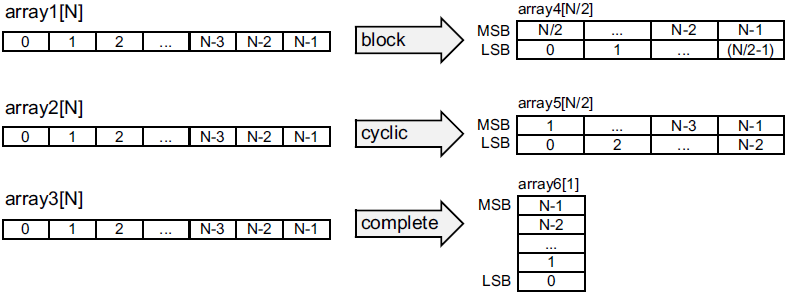 array1[N]
0 1 2 ... N-3 N-2 N-1
block
array4[N/2]
MSB N/2 ... N-2 N-1
LSB 0 1 ... (N/2-1)
array2[N]
0 1 2 ... N-3 N-2 N-1
cyclic
array5[N/2]
MSB 1 ... N-3 N-1
LSB 0 2 ... N-2
array3[N]
0 1 2 ... N-3 N-2 N-1
complete
array6[1]
MSB N-1
N-2
...
1
LSB 0